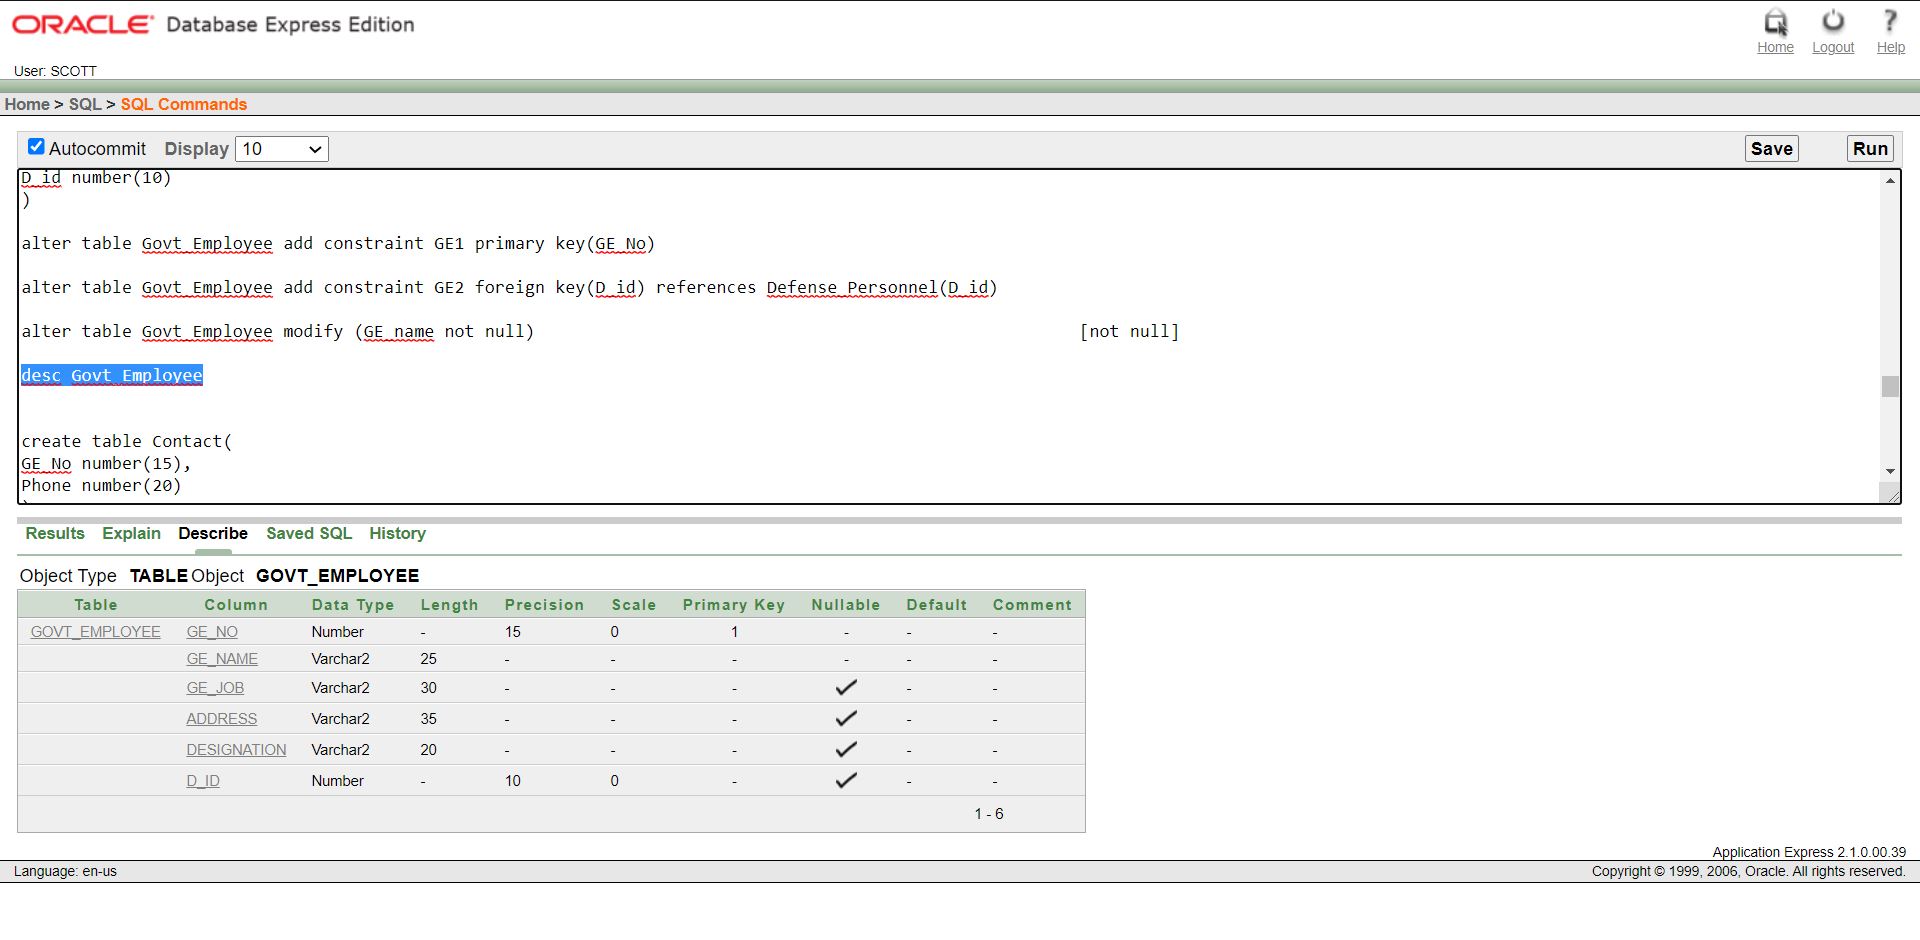 ORACLE Database Express Edition
Home Logout Help
User: SCOTT
Home > SQL > SQL Commands
Autocommit Display 10 Save Run
D_id number(10)
)
alter table Govt_Employee add constraint GE1 primary key(GE_No)
alter table Govt_Employee add constraint GE2 foreign key(D_id) references Defense_Personnel(D_id)
alter table Govt_Employee modify (GE_name not null) [not null]
desc Govt_Employee
create table Contact(
GE_No number(15),
Phone number(20)
Results Explain Describe Saved SQL History
Object Type TABLE Object GOVT_EMPLOYEE
Table Column Data Type Length Precision Scale Primary Key Nullable Default Comment
GOVT_EMPLOYEE GE_NO Number - 15 0 1 - - -
GE_NAME Varchar2 25 - - - - - -
GE_JOB Varchar2 30 - - - - -
ADDRESS Varchar2 35 - - - - -
DESIGNATION Varchar2 20 - - - - -
D_ID Number - 10 0 - - -
1 - 6
Application Express 2.1.0.00.39
Language: en-us Copyright © 1999, 2006, Oracle. All rights reserved.